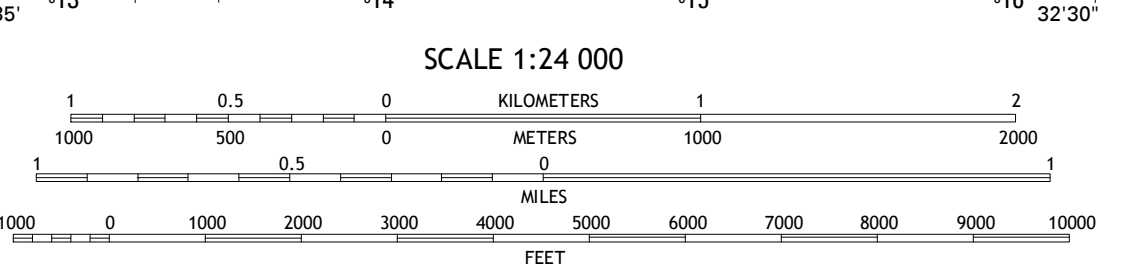 35' 13 14 15 16
32'30"
SCALE 1:24 000
1 0.5 0 KILOMETERS 1 2
1000 500 0 METERS 1000 2000
1 0.5 0 1
MILES
1000 0 1000 2000 3000 4000 5000 6000 7000 8000 9000 10000
FEET